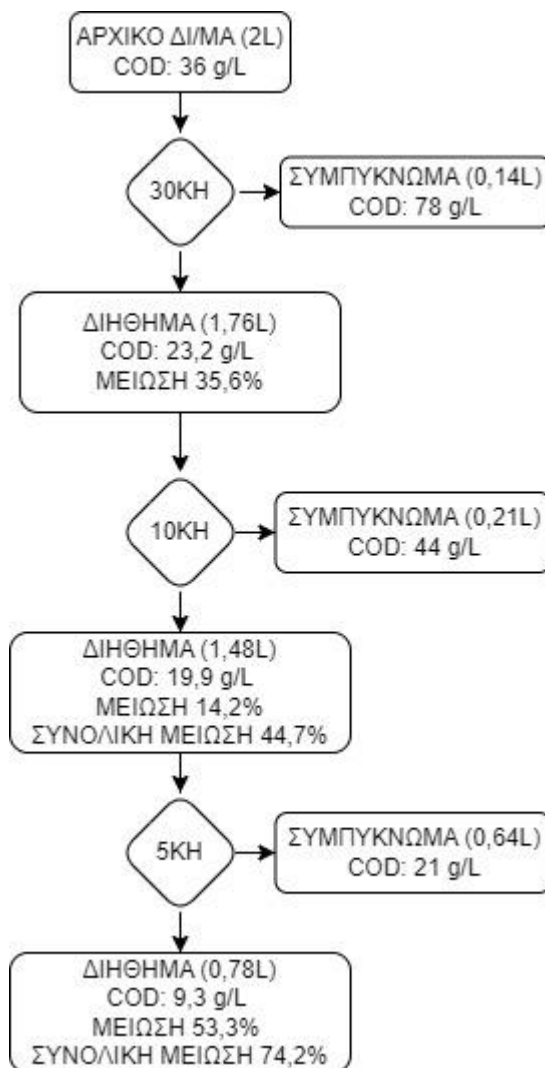 ΑΡΧΙΚΟ ΔΙ/ΜΑ (2L)
COD: 36 g/L
30KH
ΣΥΜΠΥΚΝΩΜΑ (0,14L)
COD: 78 g/L
ΔΙΗΘΗΜΑ (1,76L)
COD: 23,2 g/L
ΜΕΙΩΣΗ 35,6%
10KH
ΣΥΜΠΥΚΝΩΜΑ (0,21L)
COD: 44 g/L
ΔΙΗΘΗΜΑ (1,48L)
COD: 19,9 g/L
ΜΕΙΩΣΗ 14,2%
ΣΥΝΟΛΙΚΗ ΜΕΙΩΣΗ 44,7%
5KH
ΣΥΜΠΥΚΝΩΜΑ (0,64L)
COD: 21 g/L
ΔΙΗΘΗΜΑ (0,78L)
COD: 9,3 g/L
ΜΕΙΩΣΗ 53,3%
ΣΥΝΟΛΙΚΗ ΜΕΙΩΣΗ 74,2%